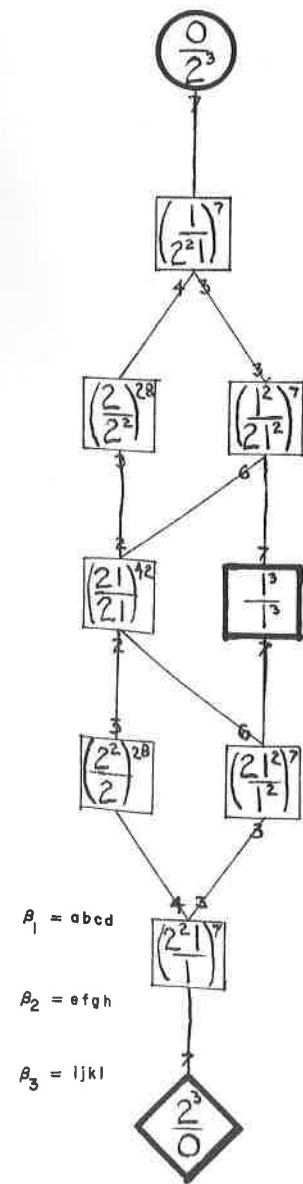 0
2³
7
(1 / 2²1)⁷
4 3
3
(2 / 2²)²⁸ (1² / 21²)⁷
3 6
2 7
(21 / 21)⁴² 1³ / 1³
2 7
3 6
(2² / 2)²⁸ (21² / 1²)⁷
3
4 3
β₁ = abcd
(2²1 / 1)⁷
β₂ = efgh
7
β₃ = ijkl
2³
0